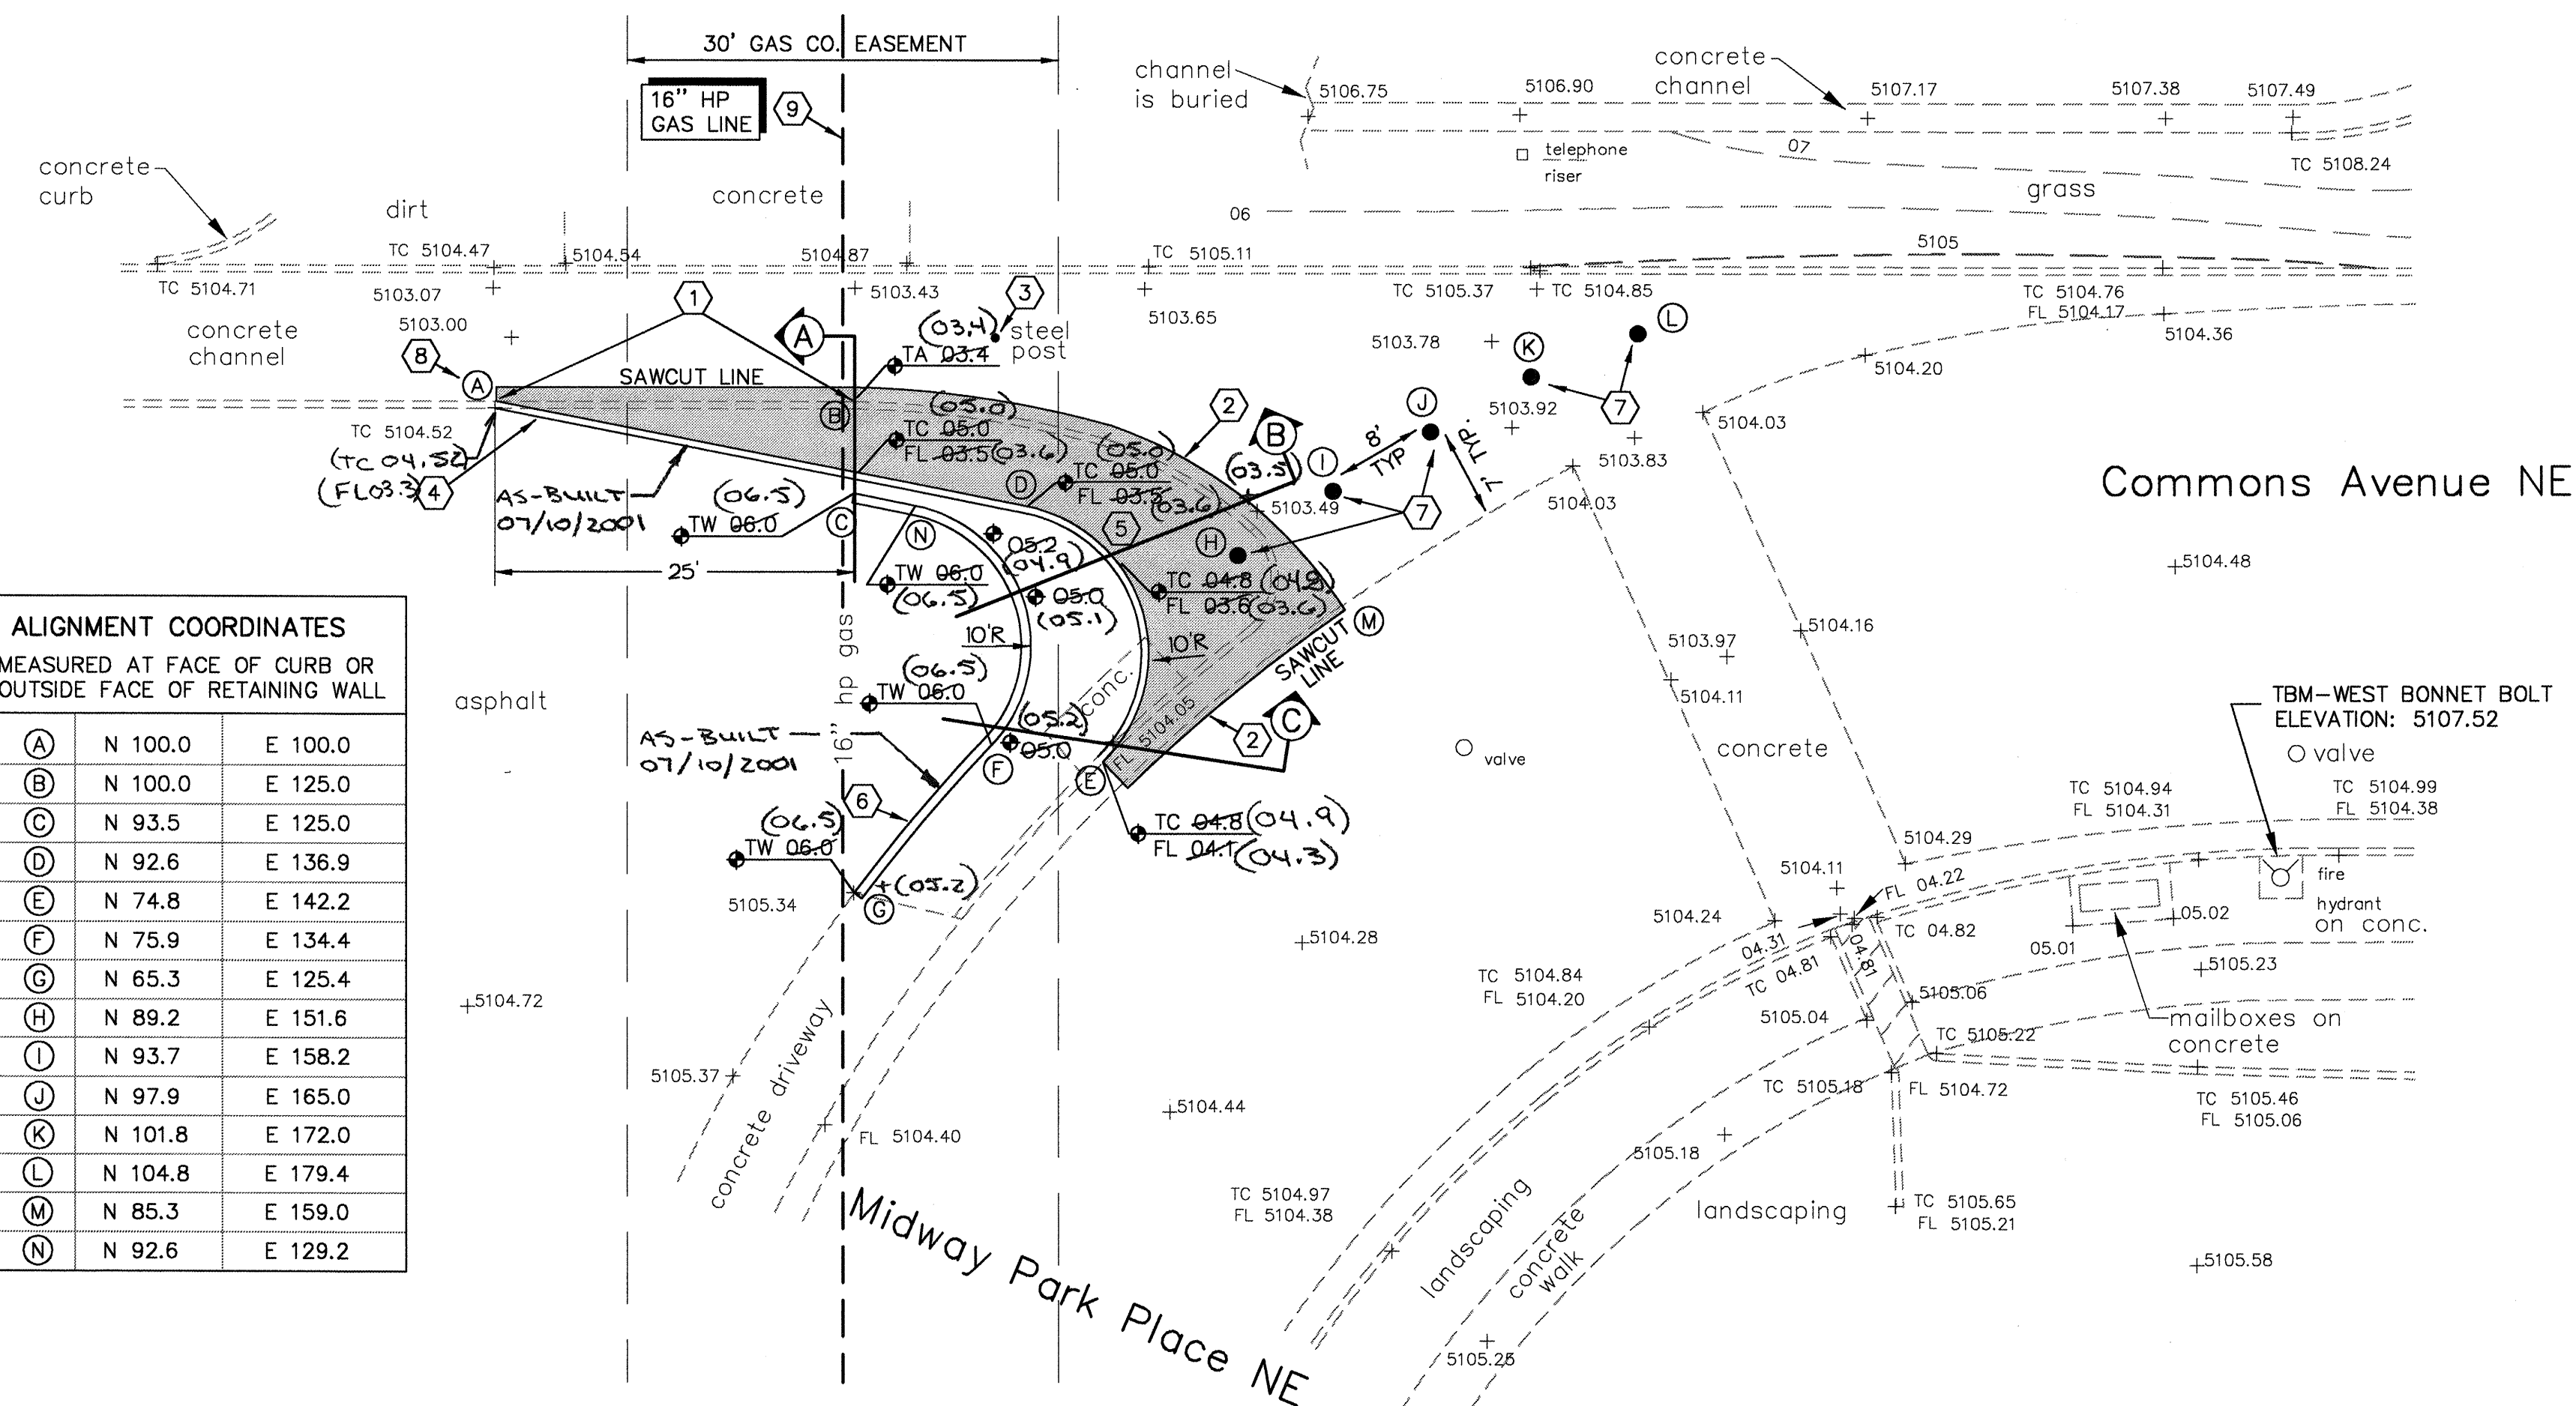 30' GAS CO. EASEMENT
16" HP
GAS LINE
9
channel
is buried
5106.75
5106.90
concrete
channel
5107.17
5107.38
5107.49
TC 5108.24
telephone
riser
07
grass
06
5105
concrete
curb
dirt
concrete
TC 5104.47
5104.54
5104.87
TC 5105.11
TC 5104.71
5103.07
5103.43
5103.65
TC 5105.37
TC 5104.85
TC 5104.76
FL 5104.17
5104.36
5104.20
1
3
concrete
channel
5103.00
8
A
A
(03.4)
steel
post
TA 03.4
5103.78
K
L
SAWCUT LINE
B
(05.0)
TC 05.0
FL 03.5 (03.6)
2
B
J
5103.92
7
5104.03
TC 5104.52
(TC 04.52)
(FL 03.3)
4
AS-BUILT
07/10/2001
(05.0)
TC 05.0
FL 03.5
(03.6)
D
(03.5)
I
8'
TYP
7' TYP.
5103.83
5103.49
5104.03
Commons Avenue NE
(06.5)
TW 06.0
C
N
5
H
7
05.2
(04.9)
25'
TW 06.0
(06.5)
05.0
(05.1)
TC 04.8 (04.8)
FL 03.6 (03.6)
M
SAWCUT
LINE
5104.48
10'R
10'R
5103.97
5104.16
5104.11
ALIGNMENT COORDINATES
MEASURED AT FACE OF CURB OR
OUTSIDE FACE OF RETAINING WALL
A N 100.0 E 100.0
B N 100.0 E 125.0
C N 93.5 E 125.0
D N 92.6 E 136.9
E N 74.8 E 142.2
F N 75.9 E 134.4
G N 65.3 E 125.4
H N 89.2 E 151.6
I N 93.7 E 158.2
J N 97.9 E 165.0
K N 101.8 E 172.0
L N 104.8 E 179.4
M N 85.3 E 159.0
N N 92.6 E 129.2
asphalt
16" hp gas
(06.5)
TW 06.0
conc.
(05.2)
05.0
FL 5104.05
2
C
F
E
AS-BUILT
07/10/2001
6
(06.5)
TW 06.0
(05.2)
G
5105.34
TC 04.8 (04.9)
FL 04.1 (04.3)
valve
concrete
TBM-WEST BONNET BOLT
ELEVATION: 5107.52
valve
TC 5104.94
FL 5104.31
TC 5104.99
FL 5104.38
5104.29
5104.11
FL 04.22
fire
hydrant
on conc.
5104.24
04.31
TC 04.81
04.81
TC 04.82
05.01
05.02
5104.28
5105.23
TC 5104.84
FL 5104.20
5105.06
5105.04
mailboxes on
concrete
TC 5105.22
5104.72
5105.37
concrete driveway
FL 5104.40
5104.44
TC 5105.18
FL 5104.72
TC 5105.46
FL 5105.06
5105.18
TC 5104.97
FL 5104.38
landscaping
concrete
walk
landscaping
TC 5105.65
FL 5105.21
5105.58
5105.25
Midway Park Place NE